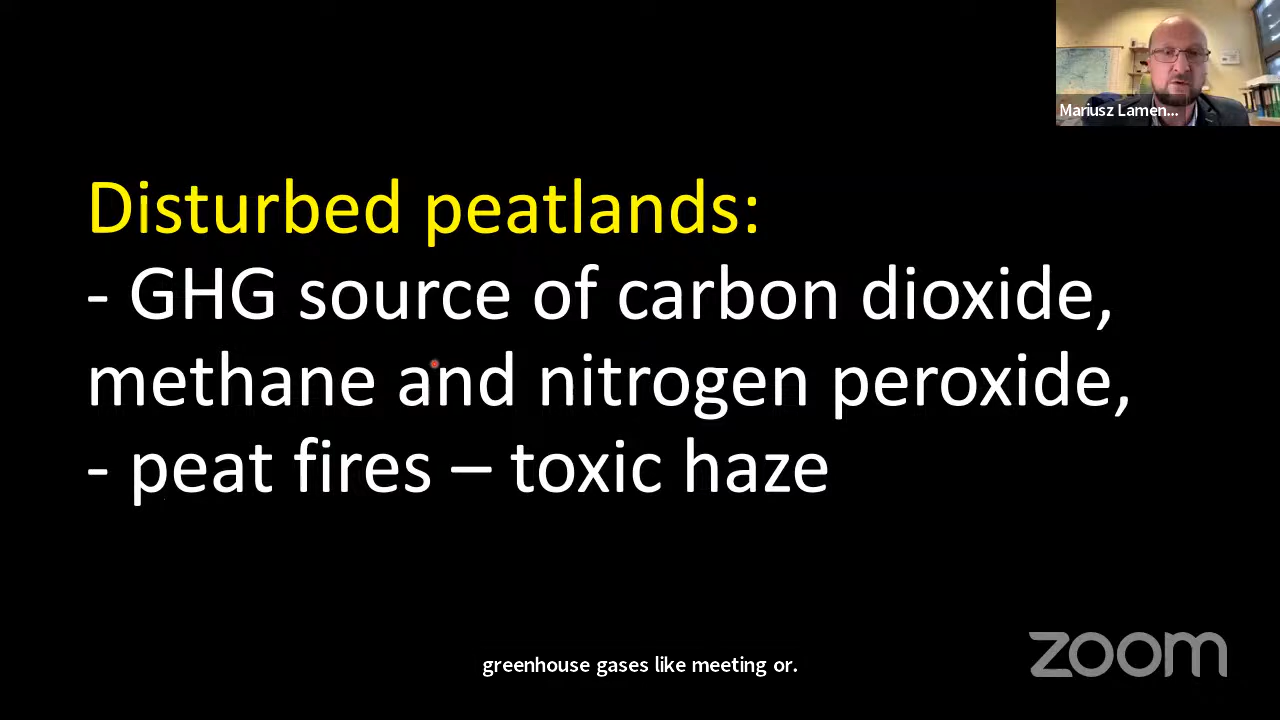 Mariusz Lamen...
Disturbed peatlands:
- GHG source of carbon dioxide,
methane and nitrogen peroxide,
- peat fires – toxic haze
greenhouse gases like meeting or.
zoom